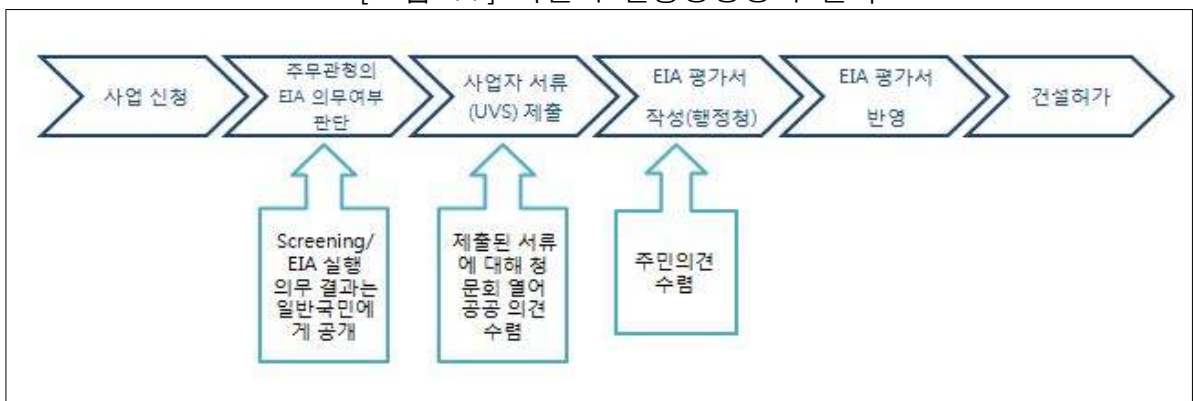 사업 신청
주무관청의
EIA 의무여부
판단
사업자 서류
(UVS) 제출
EIA 평가서
작성(행정청)
EIA 평가서
반영
건설허가
Screening/
EIA 실행
의무 결과는
일반국민에
게 공개
제출된 서류
에 대해 청
문회 열어
공공 의견
수렴
주민의견
수렴